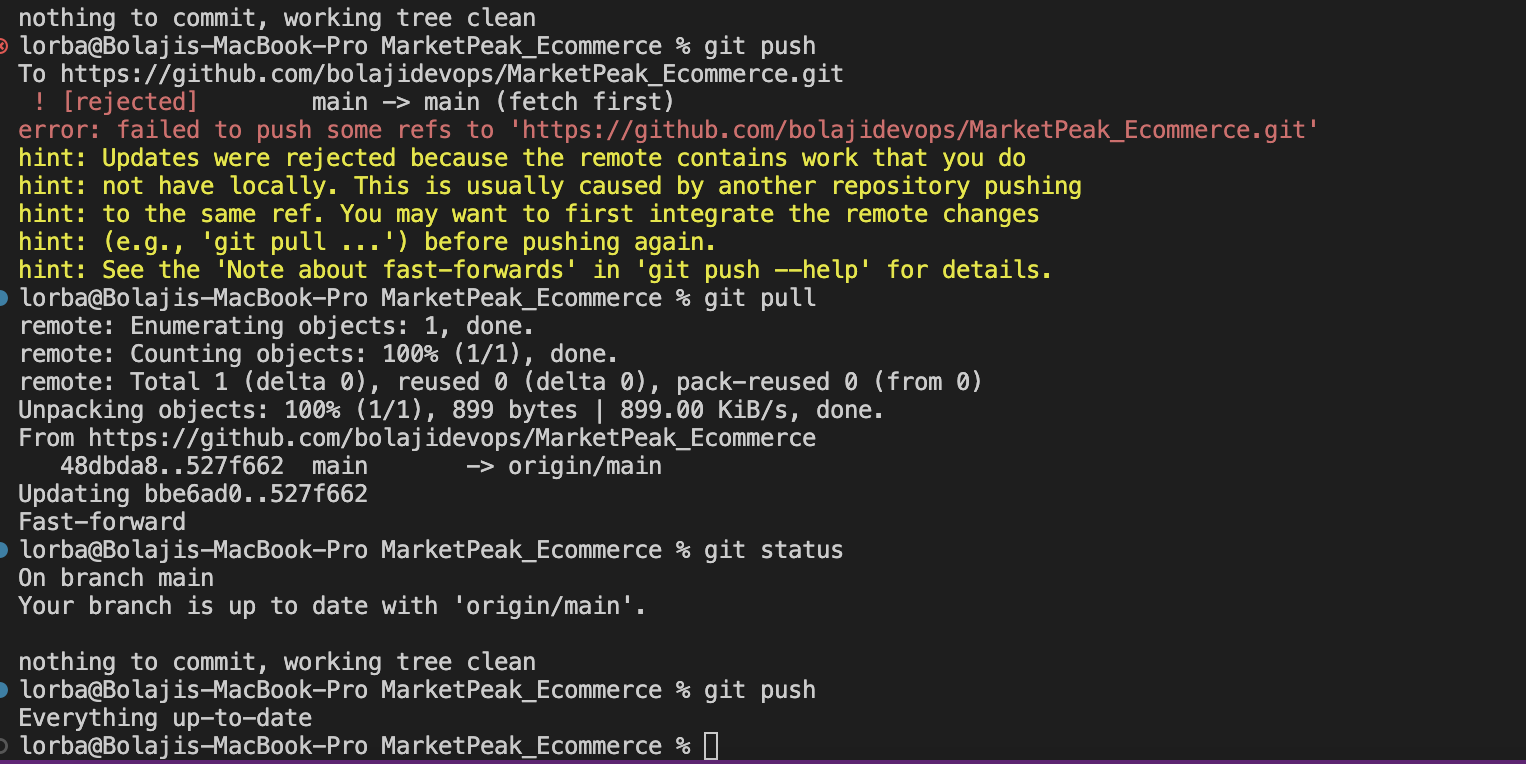 nothing to commit, working tree clean
lorba@Bolajis-MacBook-Pro MarketPeak_Ecommerce % git push
To https://github.com/bolajidevops/MarketPeak_Ecommerce.git
 ! [rejected]        main -> main (fetch first)
error: failed to push some refs to 'https://github.com/bolajidevops/MarketPeak_Ecommerce.git'
hint: Updates were rejected because the remote contains work that you do
hint: not have locally. This is usually caused by another repository pushing
hint: to the same ref. You may want to first integrate the remote changes
hint: (e.g., 'git pull ...') before pushing again.
hint: See the 'Note about fast-forwards' in 'git push --help' for details.
lorba@Bolajis-MacBook-Pro MarketPeak_Ecommerce % git pull
remote: Enumerating objects: 1, done.
remote: Counting objects: 100% (1/1), done.
remote: Total 1 (delta 0), reused 0 (delta 0), pack-reused 0 (from 0)
Unpacking objects: 100% (1/1), 899 bytes | 899.00 KiB/s, done.
From https://github.com/bolajidevops/MarketPeak_Ecommerce
   48dbda8..527f662  main       -> origin/main
Updating bbe6ad0..527f662
Fast-forward
lorba@Bolajis-MacBook-Pro MarketPeak_Ecommerce % git status
On branch main
Your branch is up to date with 'origin/main'.

nothing to commit, working tree clean
lorba@Bolajis-MacBook-Pro MarketPeak_Ecommerce % git push
Everything up-to-date
lorba@Bolajis-MacBook-Pro MarketPeak_Ecommerce %